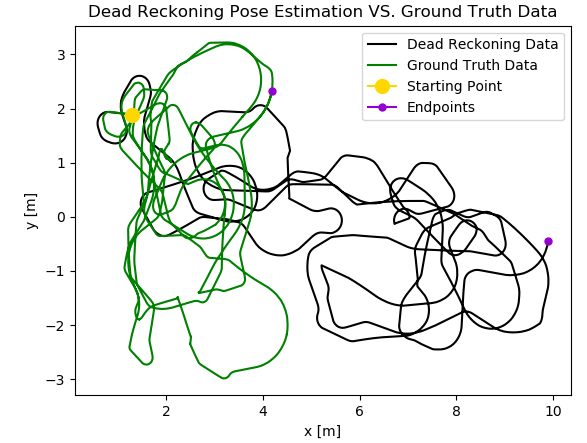 Dead Reckoning Pose Estimation VS. Ground Truth Data
Dead Reckoning Data
Ground Truth Data
Starting Point
Endpoints
3
2
1
0
−1
−2
−3
y [m]
2
4
6
8
10
x [m]